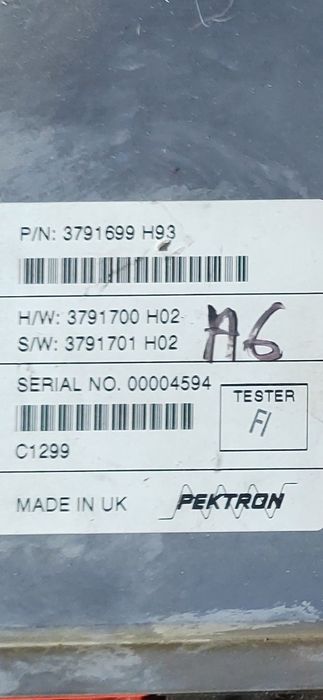 P/N: 3791699 H93
H/W: 3791700 H02
S/W: 3791701 H02
A6
SERIAL NO. 00004594
TESTER
F1
C1299
MADE IN UK
PEKTRON